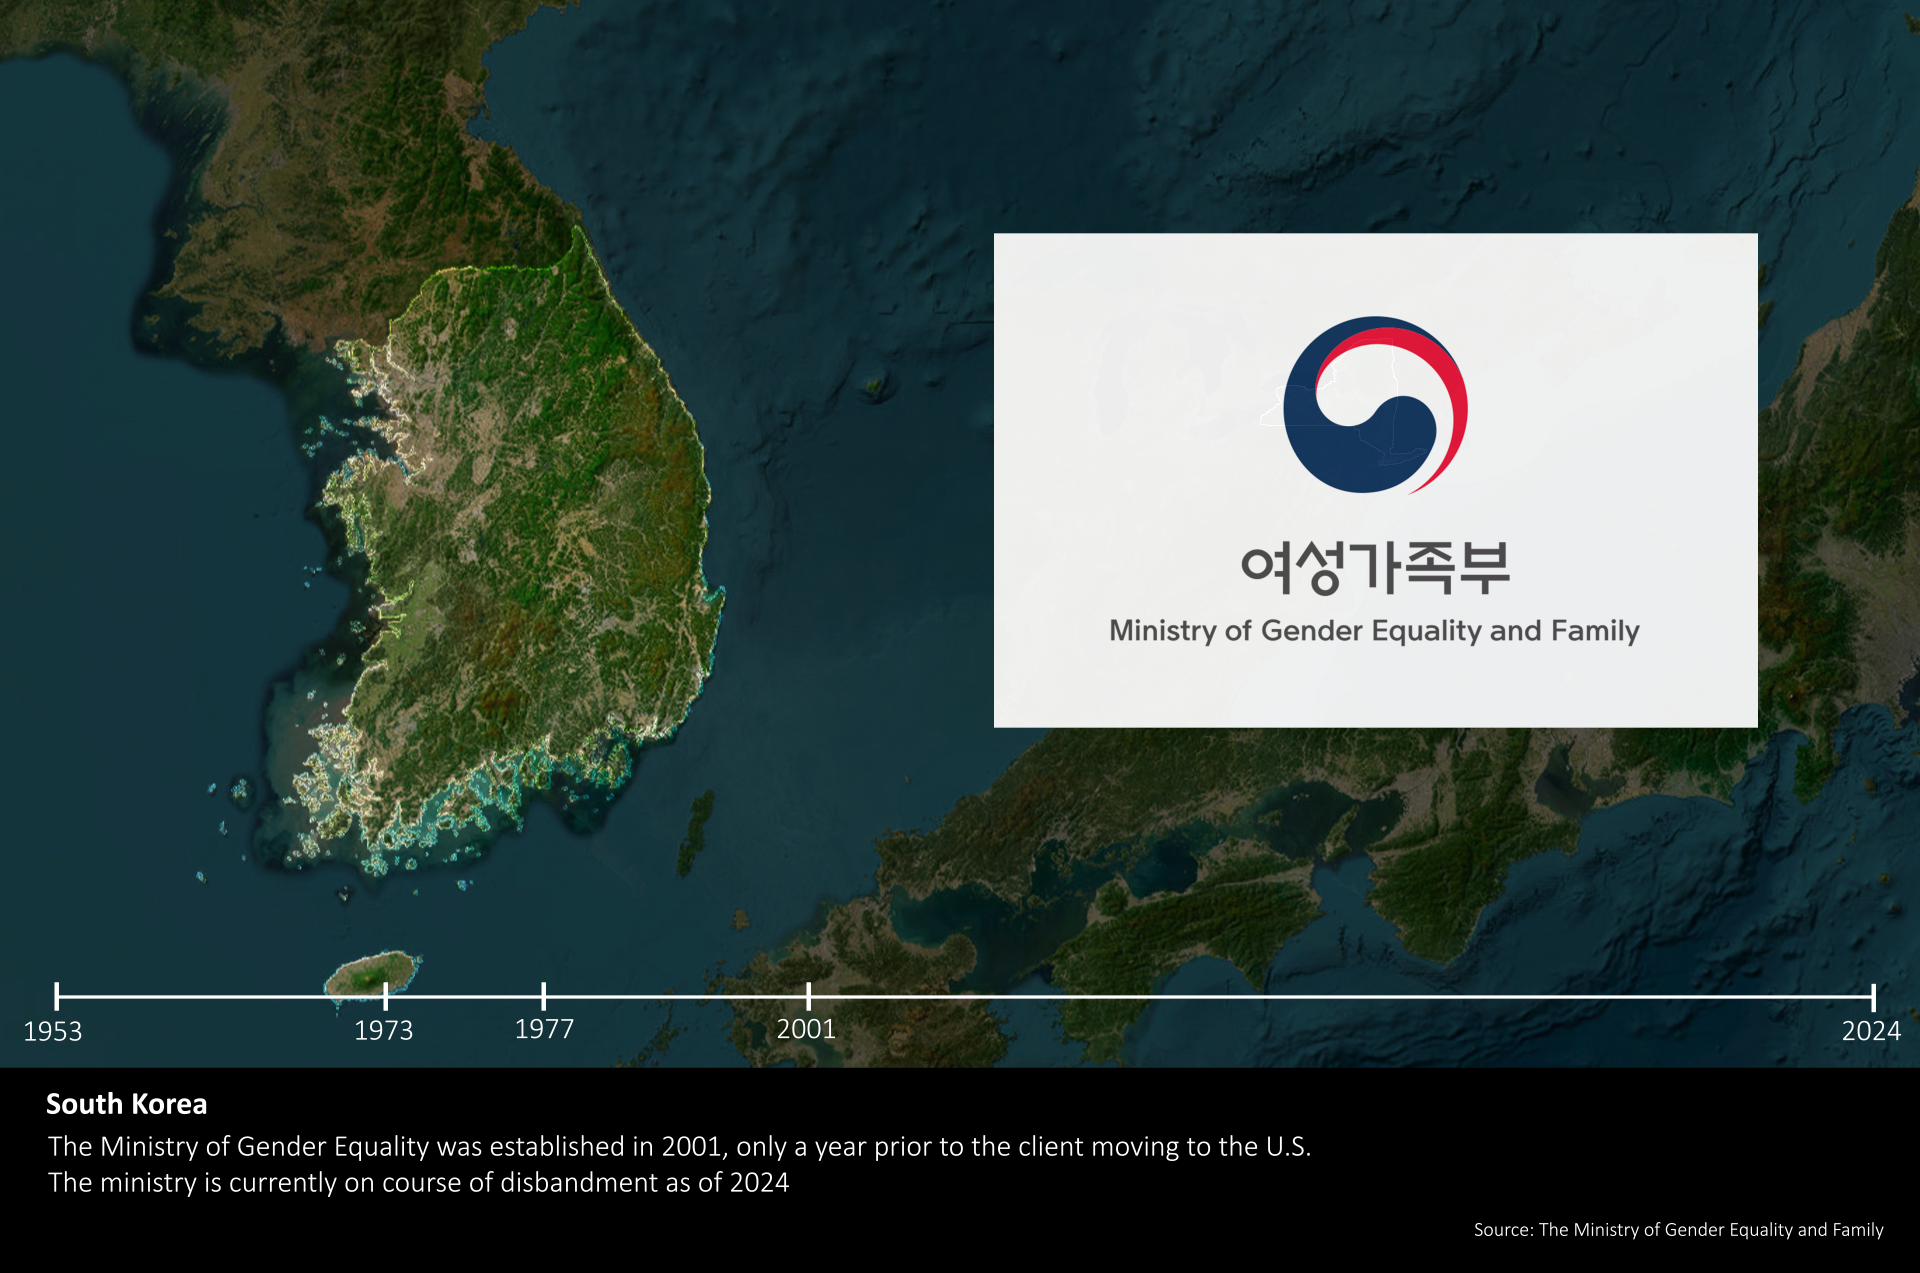 여성가족부
Ministry of Gender Equality and Family
1953
1973
1977
2001
2024
South Korea
The Ministry of Gender Equality was established in 2001, only a year prior to the client moving to the U.S.
The ministry is currently on course of disbandment as of 2024
Source: The Ministry of Gender Equality and Family